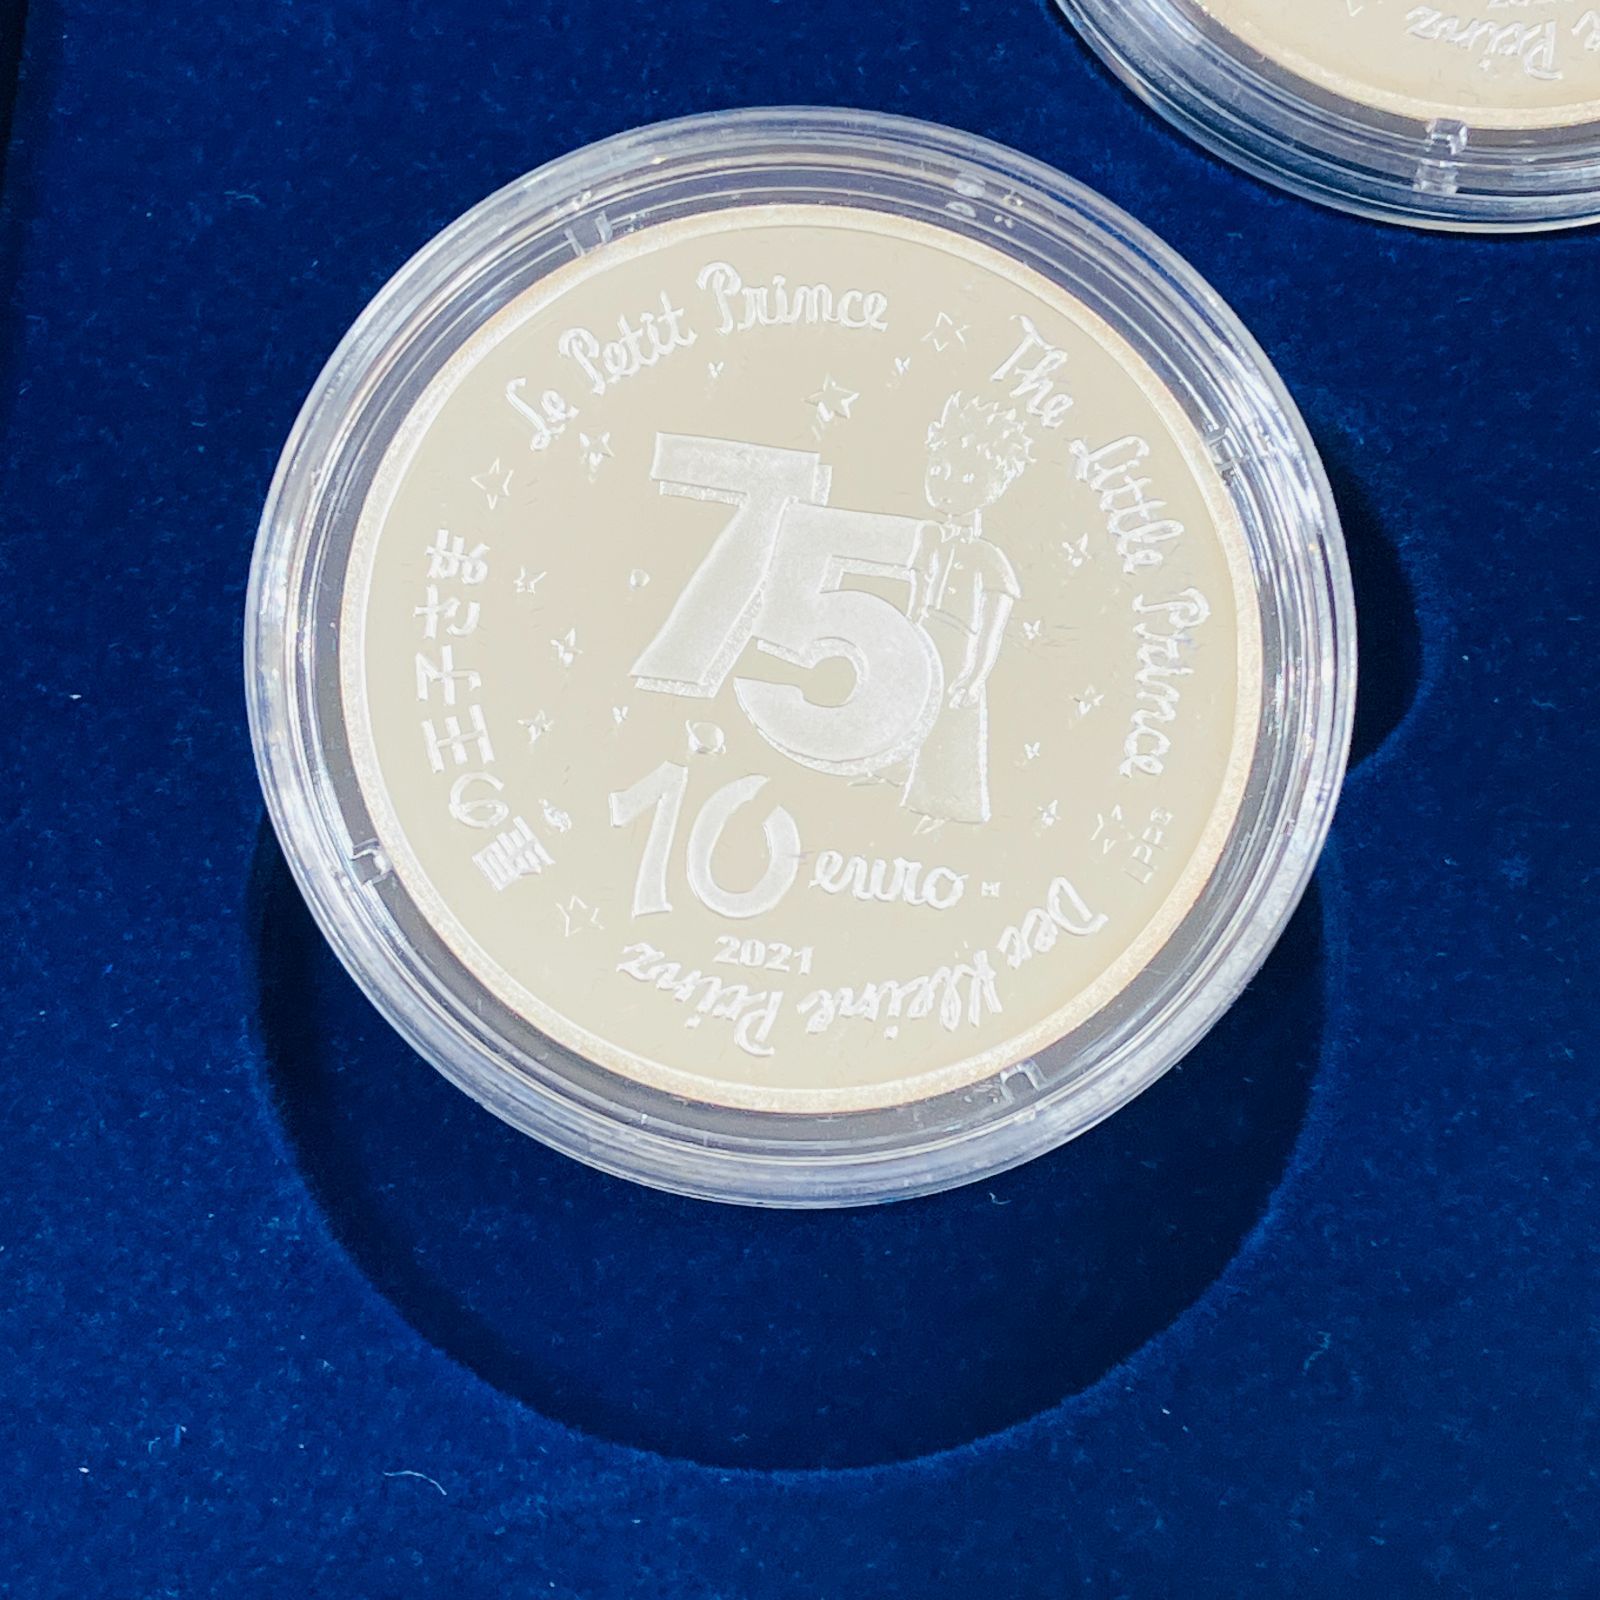 Le Petit Prince
The Little Prince
Der Kleine Prinz
星の王子さま
75
10 euro
2021
Prinz